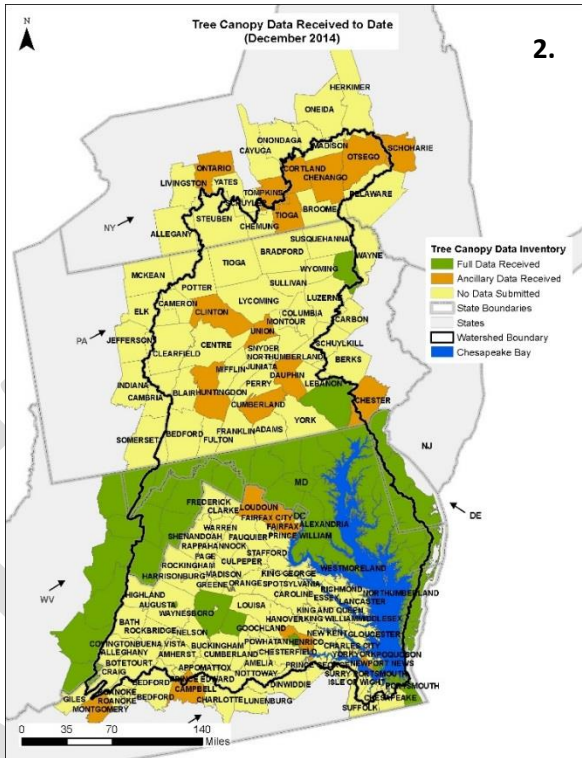 Tree Canopy Data Received to Date
(December 2014)
2.
N
HERKIMER
ONEIDA
ONONDAGA
MADISON
CAYUGA
SCHOHARIE
OTSEGO
ONTARIO
CORTLAND
CHENANGO
LIVINGSTON
YATES
TOMPKINS
SCHUYLER
DELAWARE
STEUBEN
TIOGA
BROOME
NY
ALLEGANY
CHEMUNG
SUSQUEHANNA
BRADFORD
WAYNE
TIOGA
WYOMING
MCKEAN
POTTER
SULLIVAN
CAMERON
LYCOMING
LUZERNE
ELK
CLINTON
COLUMBIA
CARBON
UNION
MONTOUR
PA
JEFFERSON
CENTRE
SNYDER
SCHUYLKILL
CLEARFIELD
NORTHUMBERLAND
BERKS
MIFFLIN
JUNIATA
DAUPHIN
INDIANA
PERRY
LEBANON
CAMBRIA
BLAIR
HUNTINGDON
CUMBERLAND
CHESTER
YORK
SOMERSET
BEDFORD
FRANKLIN
ADAMS
FULTON
NJ
Tree Canopy Data Inventory
Full Data Received
Ancillary Data Received
No Data Submitted
State Boundaries
States
Watershed Boundary
Chesapeake Bay
MD
DE
FREDERICK
CLARKE
LOUDOUN
DC
FAIRFAX CITY
WARREN
FAIRFAX
ALEXANDRIA
SHENANDOAH
FAUQUIER
PRINCE WILLIAM
RAPPAHANNOCK
PAGE
STAFFORD
ROCKINGHAM
CULPEPER
WESTMORELAND
HARRISONBURG
MADISON
KING GEORGE
GREENE
ORANGE
SPOTSYLVANIA
WV
HIGHLAND
CAROLINE
RICHMOND
NORTHUMBERLAND
AUGUSTA
ESSEX
LANCASTER
WAYNESBORO
LOUISA
KING AND QUEEN
BATH
HANOVER
KING WILLIAM
MIDDLESEX
ROCKBRIDGE
NELSON
GOOCHLAND
NEW KENT
GLOUCESTER
COVINGTON
BUENA VISTA
BUCKINGHAM
POWHATAN
HENRICO
CHARLES CITY
ALLEGHANY
AMHERST
CUMBERLAND
CHESTERFIELD
YORK
POQUOSON
BOTETOURT
AMELIA
PRINCE GEORGE
NEWPORT NEWS
CRAIG
APPOMATTOX
NOTTOWAY
SURRY
PORTSMOUTH
BEDFORD
PRINCE EDWARD
DINWIDDIE
ISLE OF WIGHT
GILES
ROANOKE
CAMPBELL
PORTSMOUTH
ROANOKE
BEDFORD
CHARLOTTE
LUNENBURG
CHESAPEAKE
MONTGOMERY
SUFFOLK
0 35 70 140
Miles